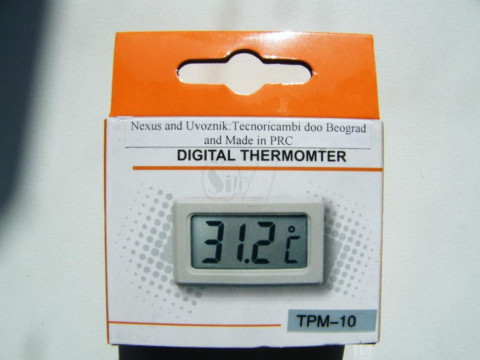 Nexus and Uvoznik:Tecnoricambi doo Beograd
and Made in PRC
DIGITAL THERMOMTER
31.2°C
TPM-10